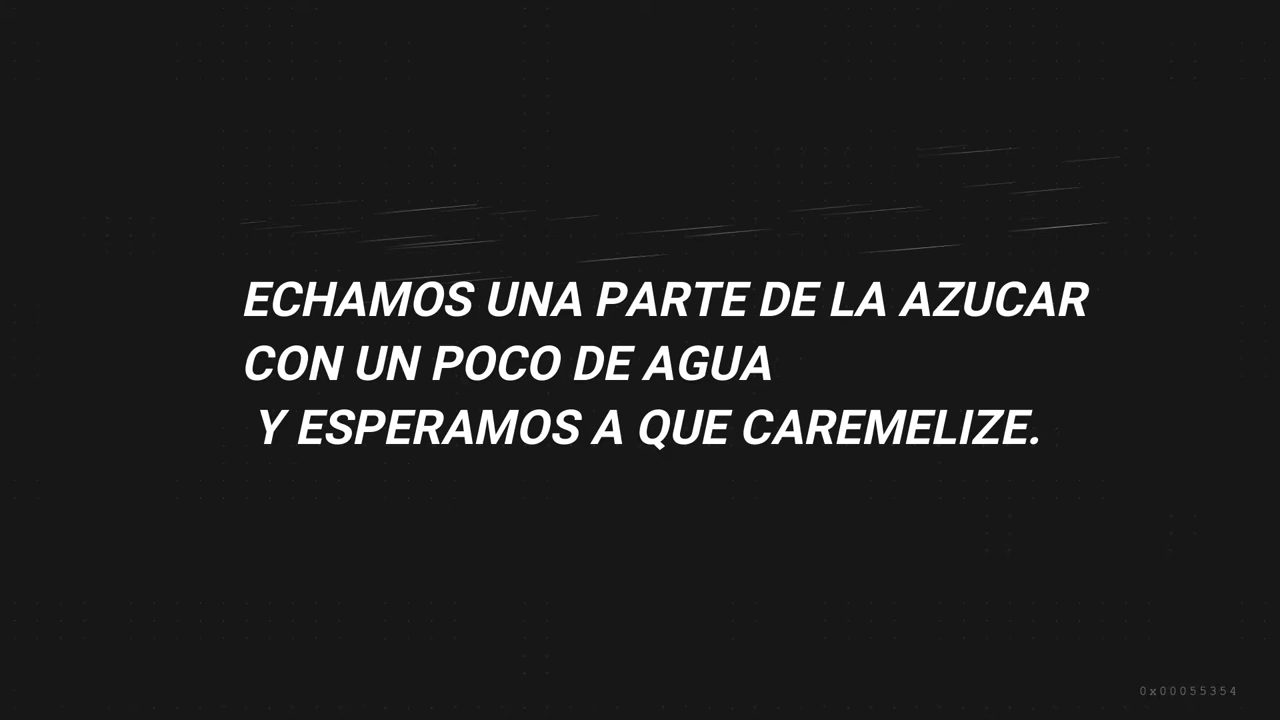 ECHAMOS UNA PARTE DE LA AZUCAR
CON UN POCO DE AGUA
Y ESPERAMOS A QUE CAREMELIZE.
0x00055354